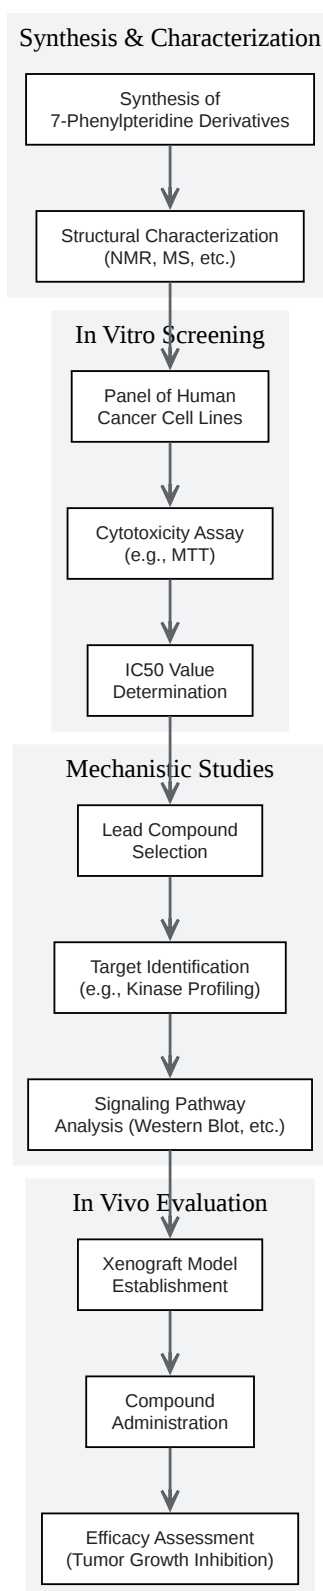 Synthesis & Characterization
Synthesis of
7-Phenylpteridine Derivatives
Structural Characterization
(NMR, MS, etc.)
In Vitro Screening
Panel of Human
Cancer Cell Lines
Cytotoxicity Assay
(e.g., MTT)
IC50 Value
Determination
Mechanistic Studies
Lead Compound
Selection
Target Identification
(e.g., Kinase Profiling)
Signaling Pathway
Analysis (Western Blot, etc.)
In Vivo Evaluation
Xenograft Model
Establishment
Compound
Administration
Efficacy Assessment
(Tumor Growth Inhibition)